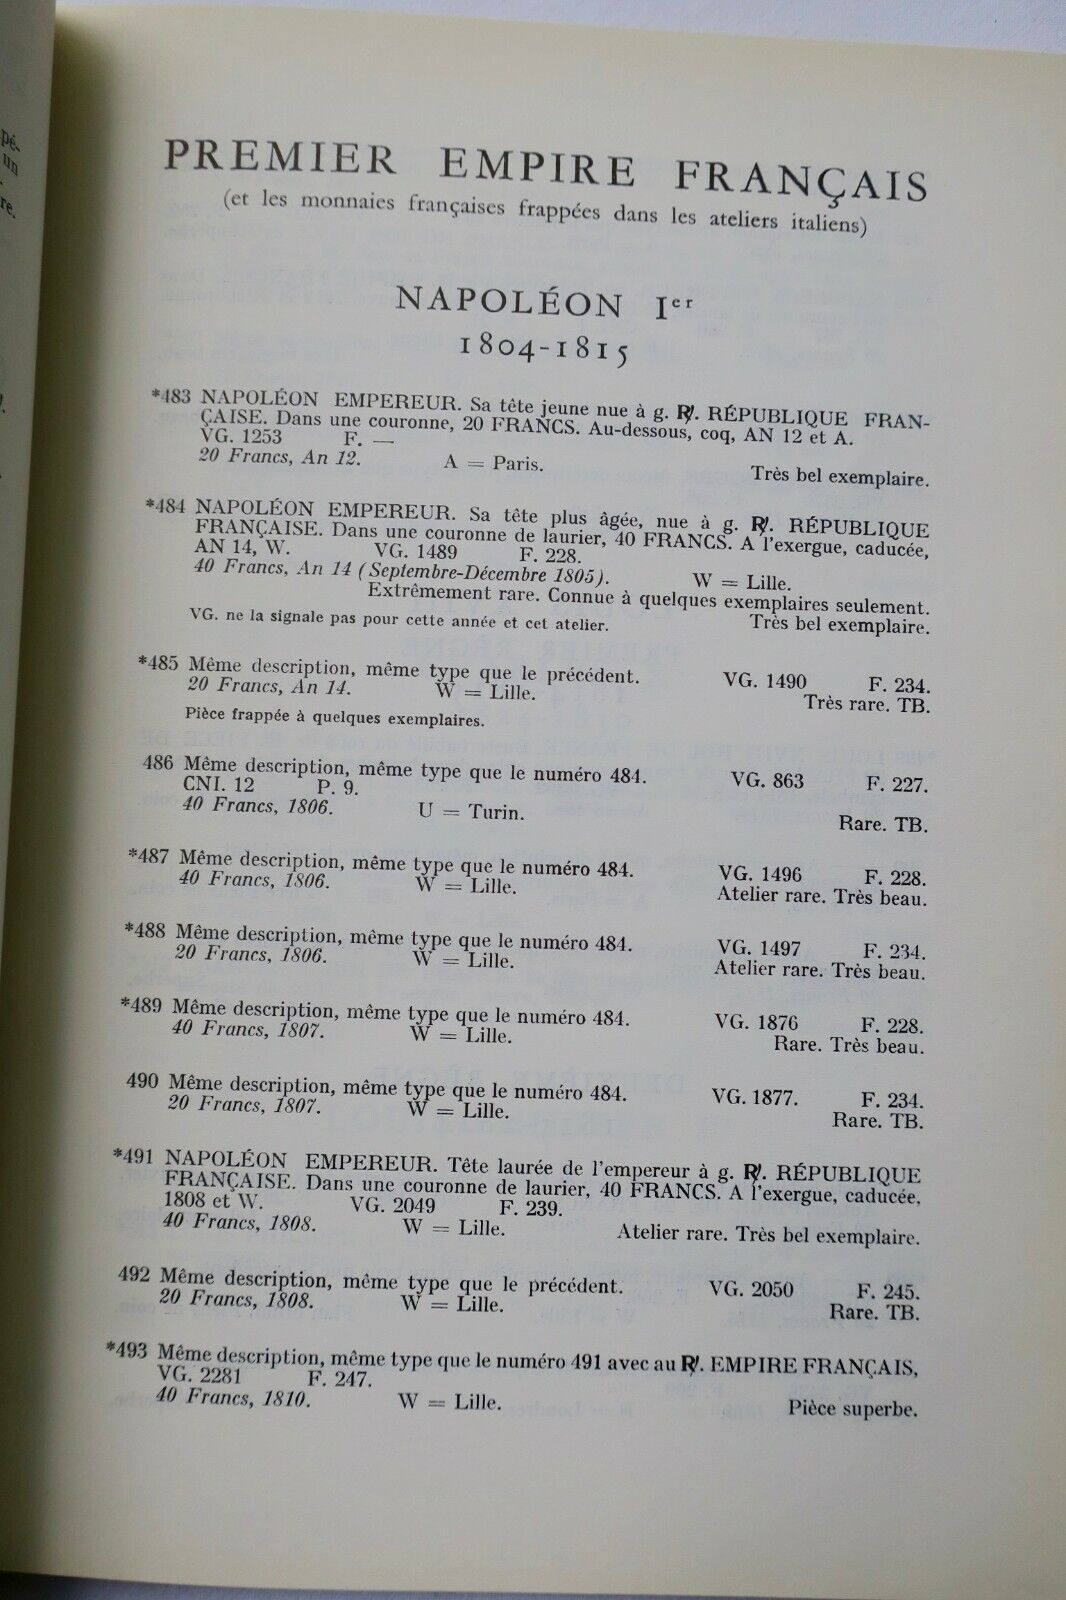 pé-
un
re.
PREMIER EMPIRE FRANÇAIS
(et les monnaies françaises frappées dans les ateliers italiens)
NAPOLÉON Ier
1804-1815
*483 NAPOLÉON EMPEREUR. Sa tête jeune nue à g. R/. RÉPUBLIQUE FRAN-
ÇAISE. Dans une couronne, 20 FRANCS. Au-dessous, coq, AN 12 et A.
VG. 1253 F. —
20 Francs, An 12. A = Paris. Très bel exemplaire.
*484 NAPOLÉON EMPEREUR. Sa tête plus âgée, nue à g. R/. RÉPUBLIQUE
FRANÇAISE. Dans une couronne de laurier, 40 FRANCS. A l'exergue, caducée,
AN 14, W. VG. 1489 F. 228.
40 Francs, An 14 (Septembre-Décembre 1805). W = Lille.
Extrêmement rare. Connue à quelques exemplaires seulement.
VG. ne la signale pas pour cette année et cet atelier. Très bel exemplaire.
*485 Même description, même type que le précédent. VG. 1490 F. 234.
20 Francs, An 14. W = Lille. Très rare. TB.
Pièce frappée à quelques exemplaires.
486 Même description, même type que le numéro 484. VG. 863 F. 227.
CNI. 12 P. 9.
40 Francs, 1806. U = Turin. Rare. TB.
*487 Même description, même type que le numéro 484. VG. 1496 F. 228.
40 Francs, 1806. W = Lille. Atelier rare. Très beau.
*488 Même description, même type que le numéro 484. VG. 1497 F. 234.
20 Francs, 1806. W = Lille. Atelier rare. Très beau.
*489 Même description, même type que le numéro 484. VG. 1876 F. 228.
40 Francs, 1807. W = Lille. Rare. Très beau.
490 Même description, même type que le numéro 484. VG. 1877. F. 234.
20 Francs, 1807. W = Lille. Rare. TB.
*491 NAPOLÉON EMPEREUR. Tête laurée de l'empereur à g. R/. RÉPUBLIQUE
FRANÇAISE. Dans une couronne de laurier, 40 FRANCS. A l'exergue, caducée,
1808 et W. VG. 2049 F. 239.
40 Francs, 1808. W = Lille. Atelier rare. Très bel exemplaire.
492 Même description, même type que le précédent. VG. 2050 F. 245.
20 Francs, 1808. W = Lille. Rare. TB.
*493 Même description, même type que le numéro 491 avec au R/. EMPIRE FRANÇAIS,
VG. 2281 F. 247.
40 Francs, 1810. W = Lille. Pièce superbe.